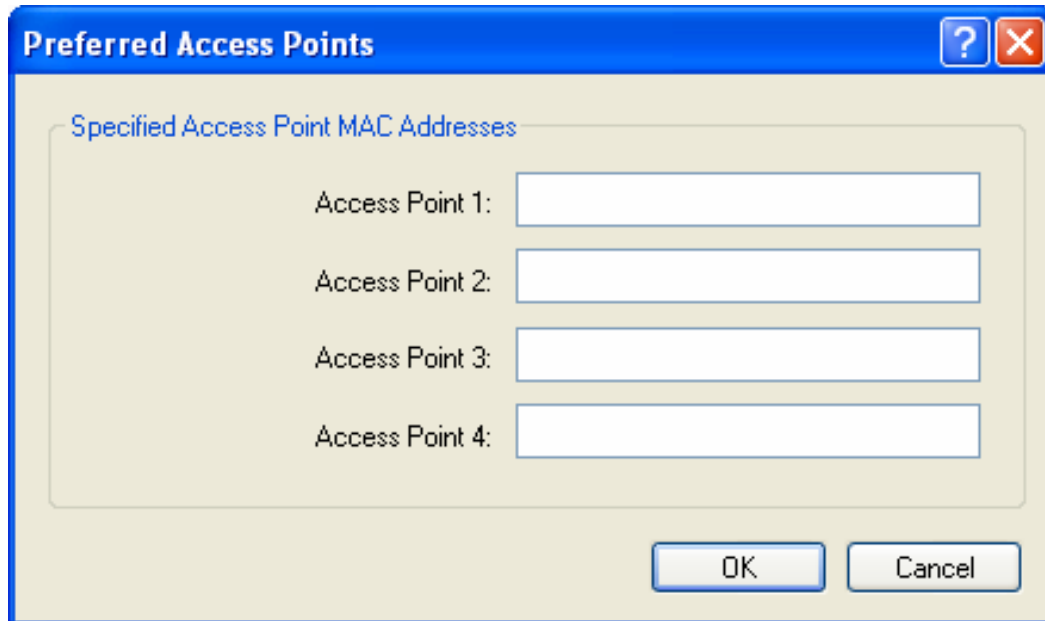 Preferred Access Points
?
Specified Access Point MAC Addresses
Access Point 1:
Access Point 2:
Access Point 3:
Access Point 4:
OK Cancel